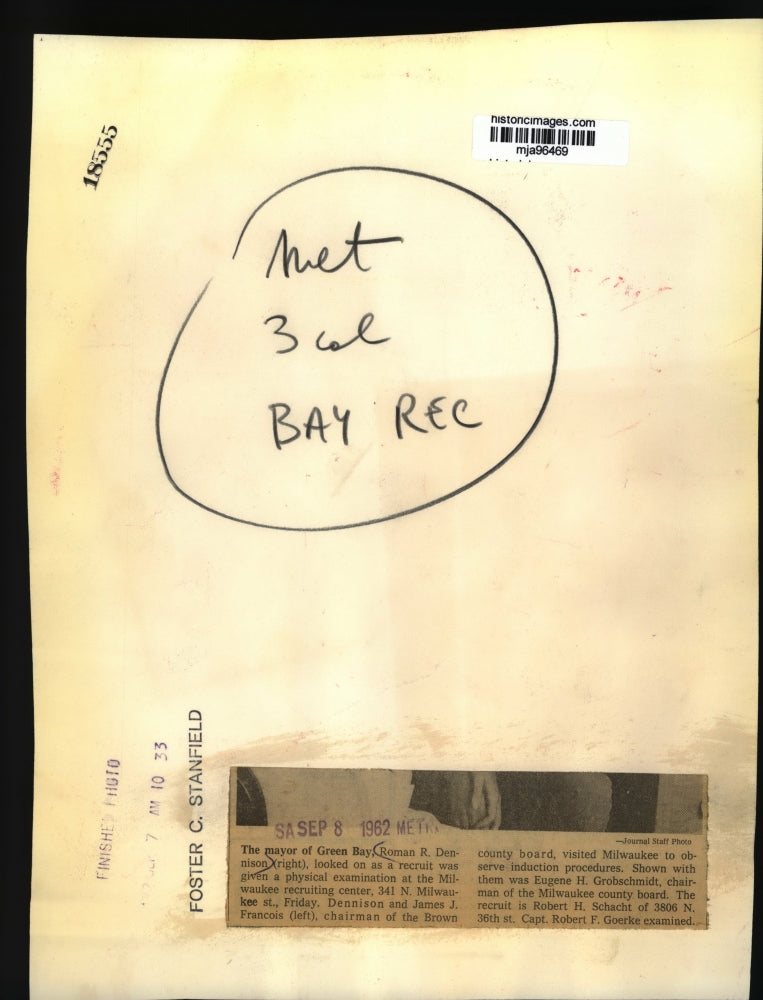 historicimages.com
mja96469
18555
Met
3 col
BAY REC
FINISHED PHOTO
7 AM 10 33
FOSTER C. STANFIELD
SA SEP 8 1962 METRO
—Journal Staff Photo
The mayor of Green Bay, (Roman R. Den-
nison) (right), looked on as a recruit was
given a physical examination at the Mil-
waukee recruiting center, 341 N. Milwau-
kee st., Friday. Dennison and James J.
Francois (left), chairman of the Brown
county board, visited Milwaukee to ob-
serve induction procedures. Shown with
them was Eugene H. Grobschmidt, chair-
man of the Milwaukee county board. The
recruit is Robert H. Schacht of 3806 N.
36th st. Capt. Robert F. Goerke examined.